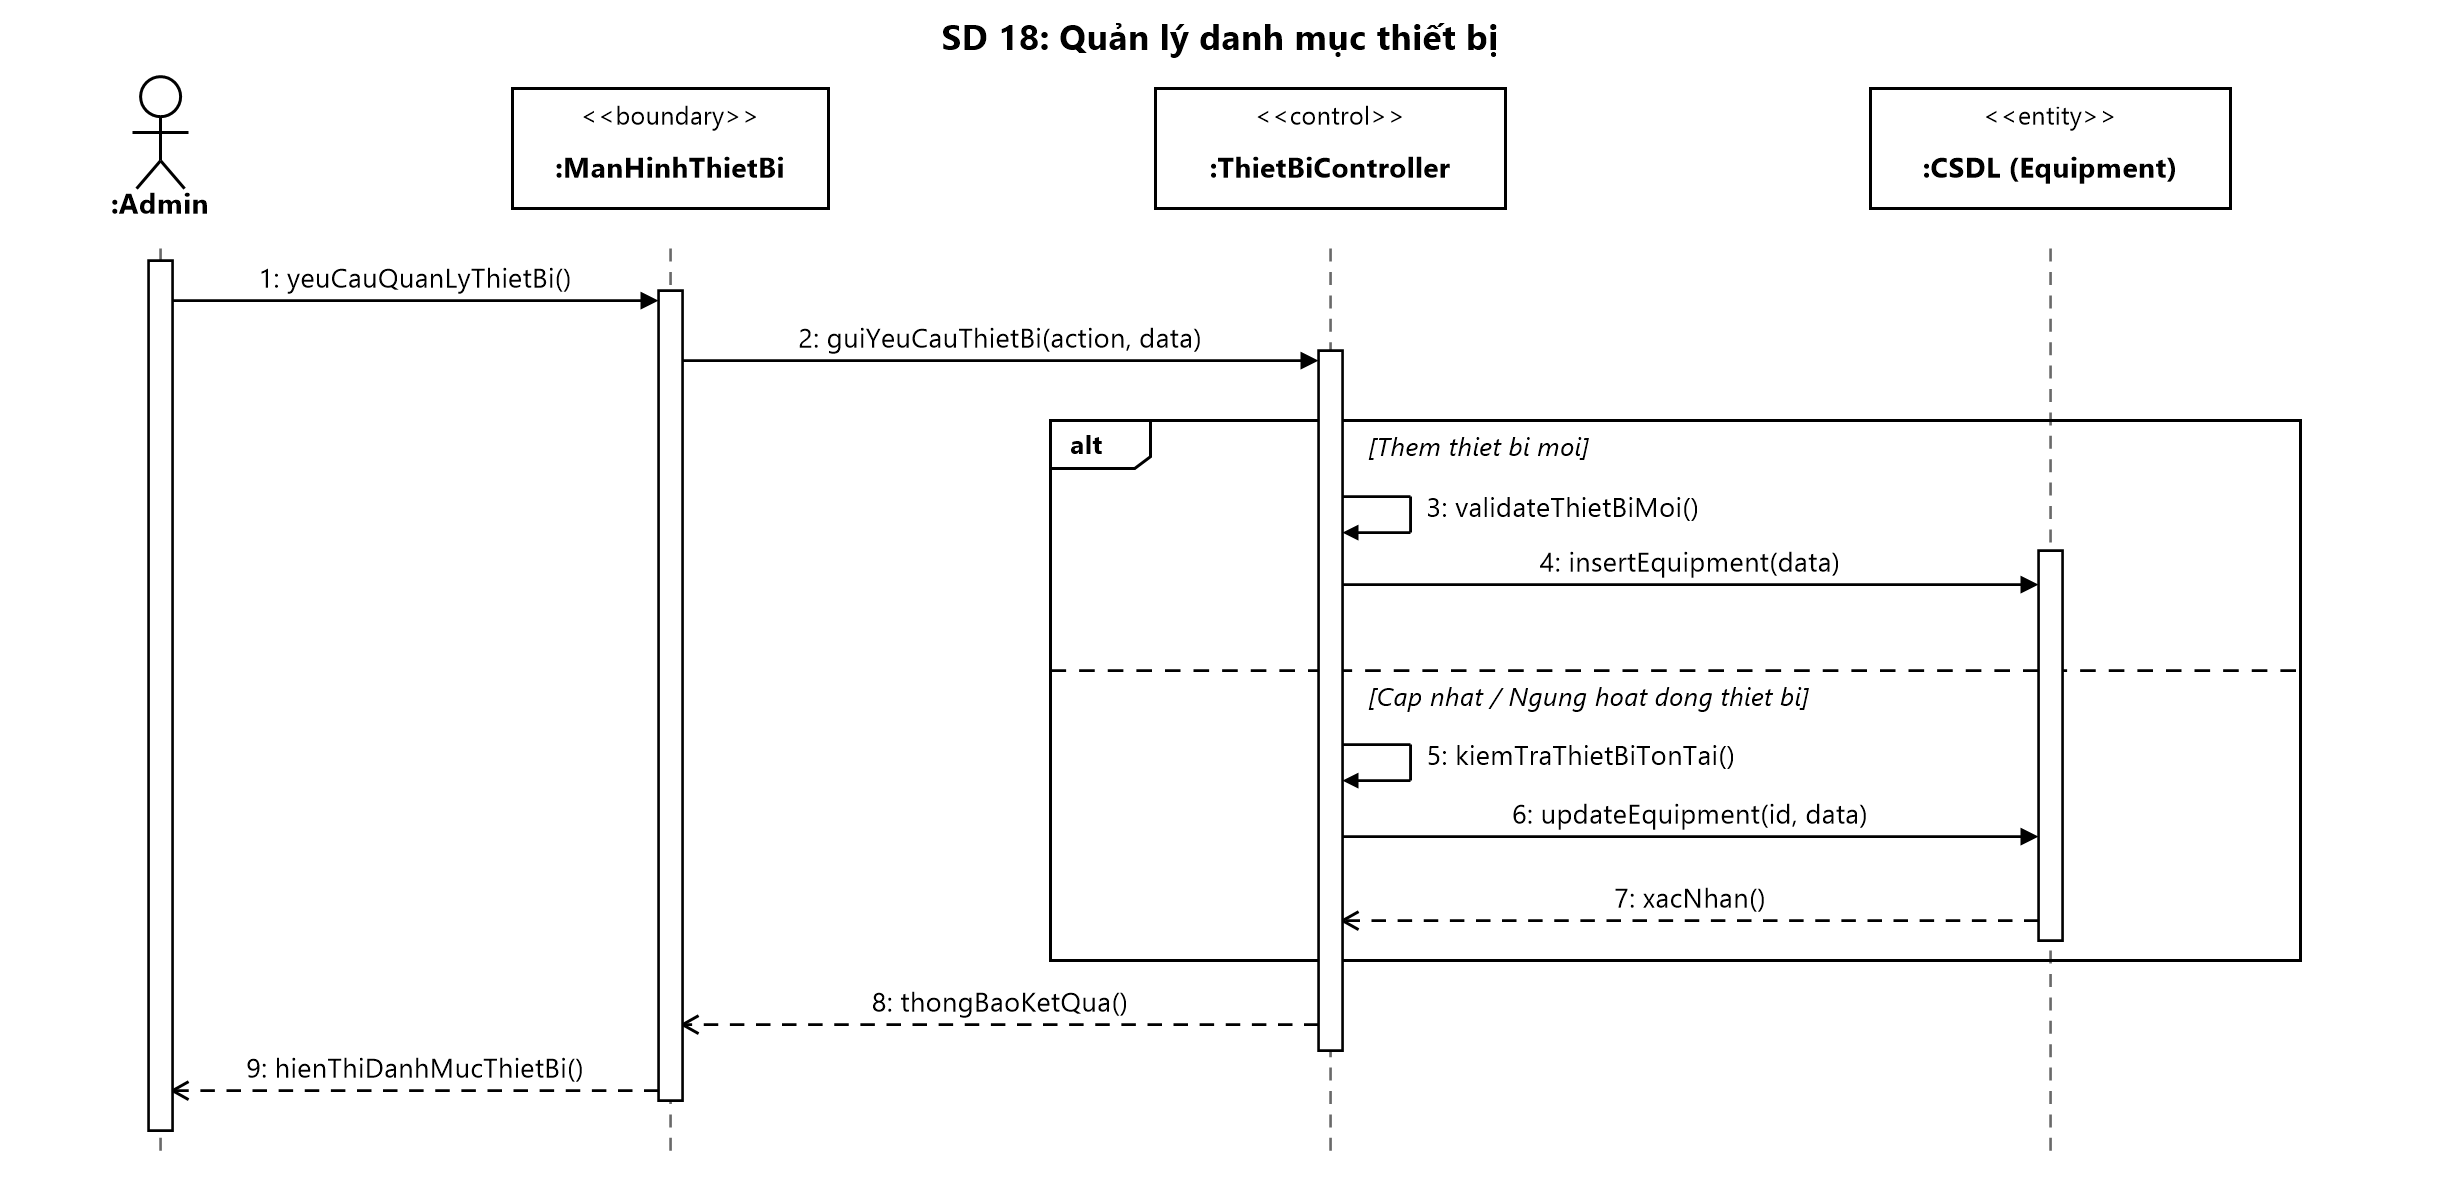 SD 18: Quản lý danh mục thiết bị
:Admin
<<boundary>>
:ManHinhThietBi
<<control>>
:ThietBiController
<<entity>>
:CSDL (Equipment)
1: yeuCauQuanLyThietBi()
2: guiYeuCauThietBi(action, data)
alt
[Them thiet bi moi]
3: validateThietBiMoi()
4: insertEquipment(data)
[Cap nhat / Ngung hoat dong thiet bi]
5: kiemTraThietBiTonTai()
6: updateEquipment(id, data)
7: xacNhan()
8: thongBaoKetQua()
9: hienThiDanhMucThietBi()